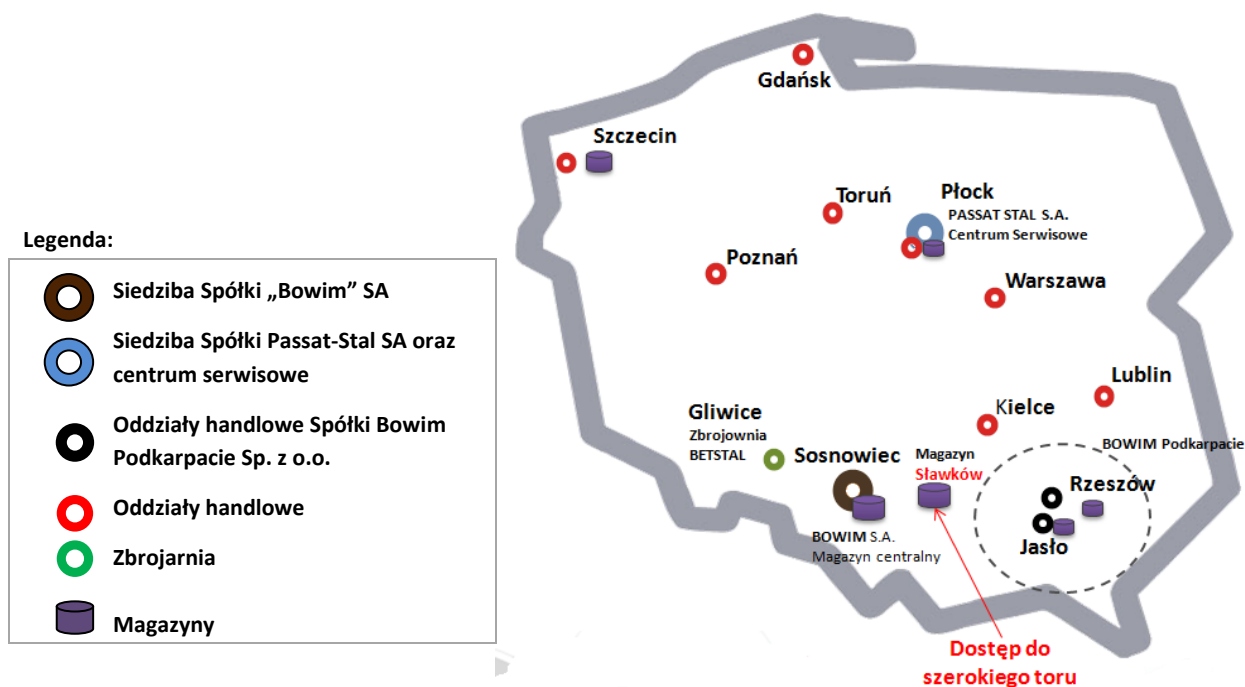 Legenda:
Siedziba Spółki „Bowim” SA
Siedziba Spółki Passat-Stal SA oraz
centrum serwisowe
Oddziały handlowe Spółki Bowim
Podkarpacie Sp. z o.o.
Oddziały handlowe
Zbrojarnia
Magazyny
Gdańsk
Szczecin
Toruń
Płock
PASSAT STAL S.A.
Centrum Serwisowe
Poznań
Warszawa
Lublin
Kielce
Gliwice
Zbrojownia
BETSTAL
Sosnowiec
BOWIM S.A.
Magazyn centralny
Magazyn
Sławków
BOWIM Podkarpacie
Rzeszów
Jasło
Dostęp do
szerokiego toru